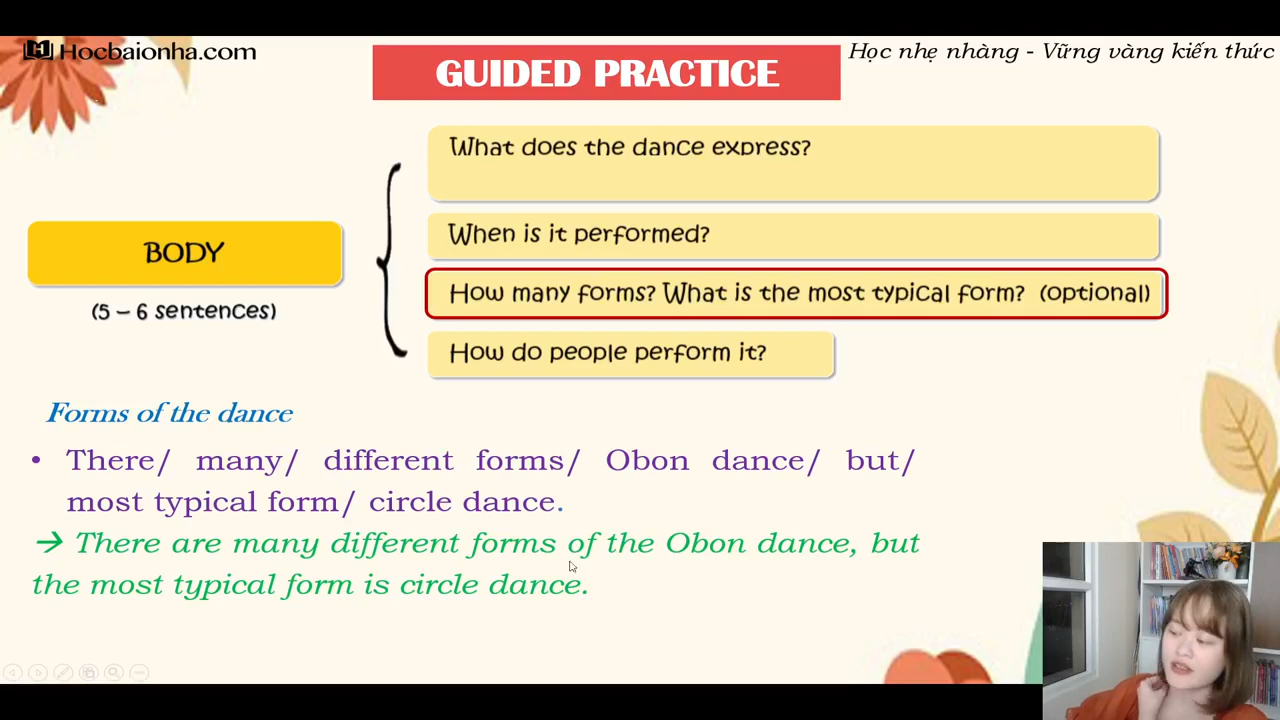 Hocbaionha.com
Học nhẹ nhàng - Vững vàng kiến thức
GUIDED PRACTICE
What does the dance express?
When is it performed?
BODY
(5 – 6 sentences)
How many forms? What is the most typical form? (optional)
How do people perform it?
Forms of the dance
• There/ many/ different forms/ Obon dance/ but/
most typical form/ circle dance.
→ There are many different forms of the Obon dance, but
the most typical form is circle dance.